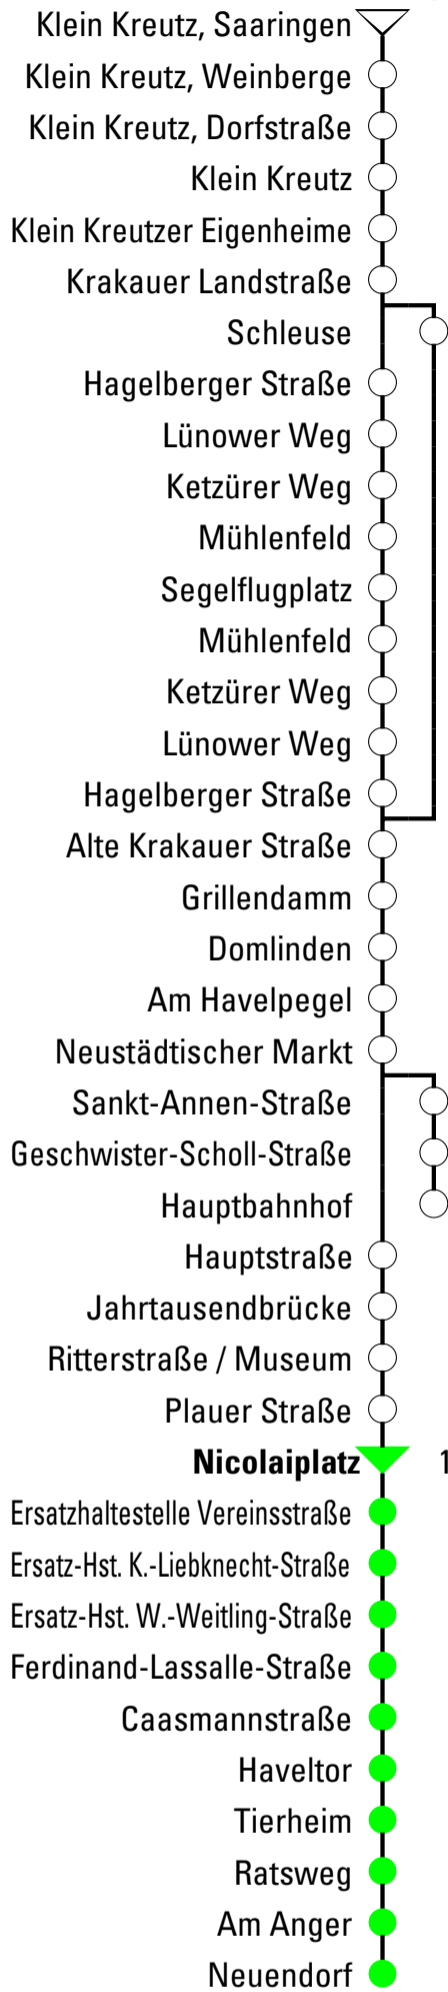 Klein Kreutz, Saaringen
Klein Kreutz, Weinberge
Klein Kreutz, Dorfstraße
Klein Kreutz
Klein Kreutzer Eigenheime
Krakauer Landstraße
Schleuse
Hagelberger Straße
Lünower Weg
Ketzürer Weg
Mühlenfeld
Segelflugplatz
Mühlenfeld
Ketzürer Weg
Lünower Weg
Hagelberger Straße
Alte Krakauer Straße
Grillendamm
Domlinden
Am Havelpegel
Neustädtischer Markt
Sankt-Annen-Straße
Geschwister-Scholl-Straße
Hauptbahnhof
Hauptstraße
Jahrtausendbrücke
Ritterstraße / Museum
Plauer Straße
Nicolaiplatz 1
Ersatzhaltestelle Vereinsstraße
Ersatz-Hst. K.-Liebknecht-Straße
Ersatz-Hst. W.-Weitling-Straße
Ferdinand-Lassalle-Straße
Caasmannstraße
Haveltor
Tierheim
Ratsweg
Am Anger
Neuendorf